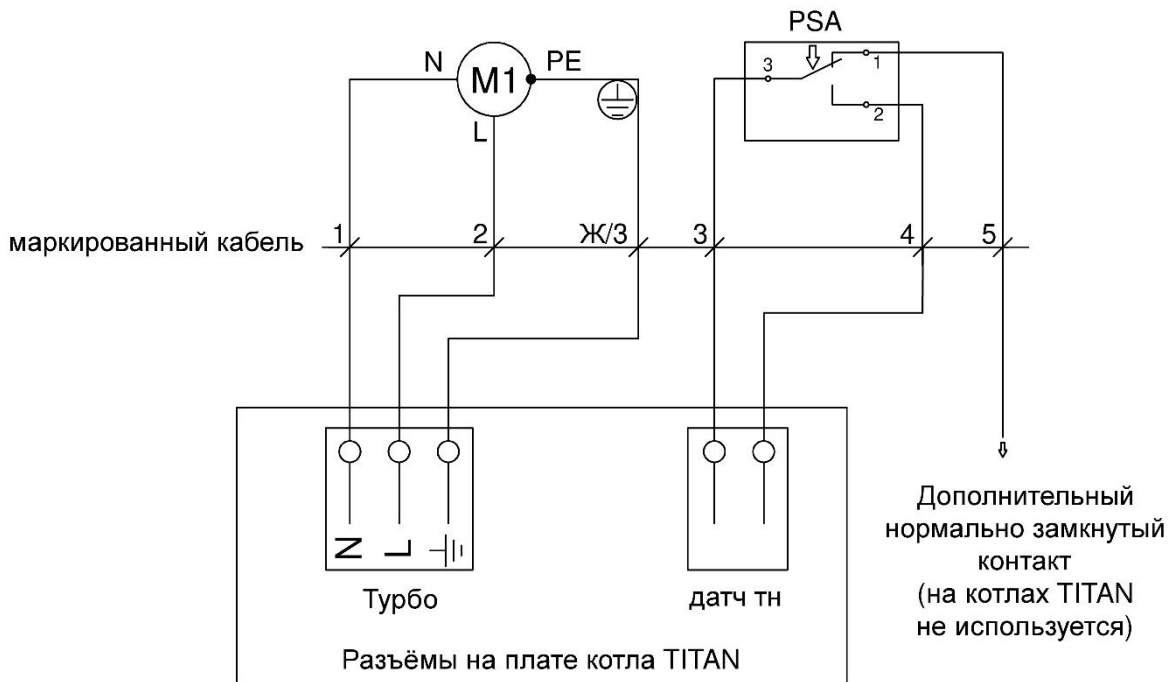 PSA
N
M1
PE
L
3
1
2
маркированный кабель
1
2
Ж/З
3
4
5
N
L
Турбо
датч тн
Разъёмы на плате котла TITAN
Дополнительный
нормально замкнутый
контакт
(на котлах TITAN
не используется)